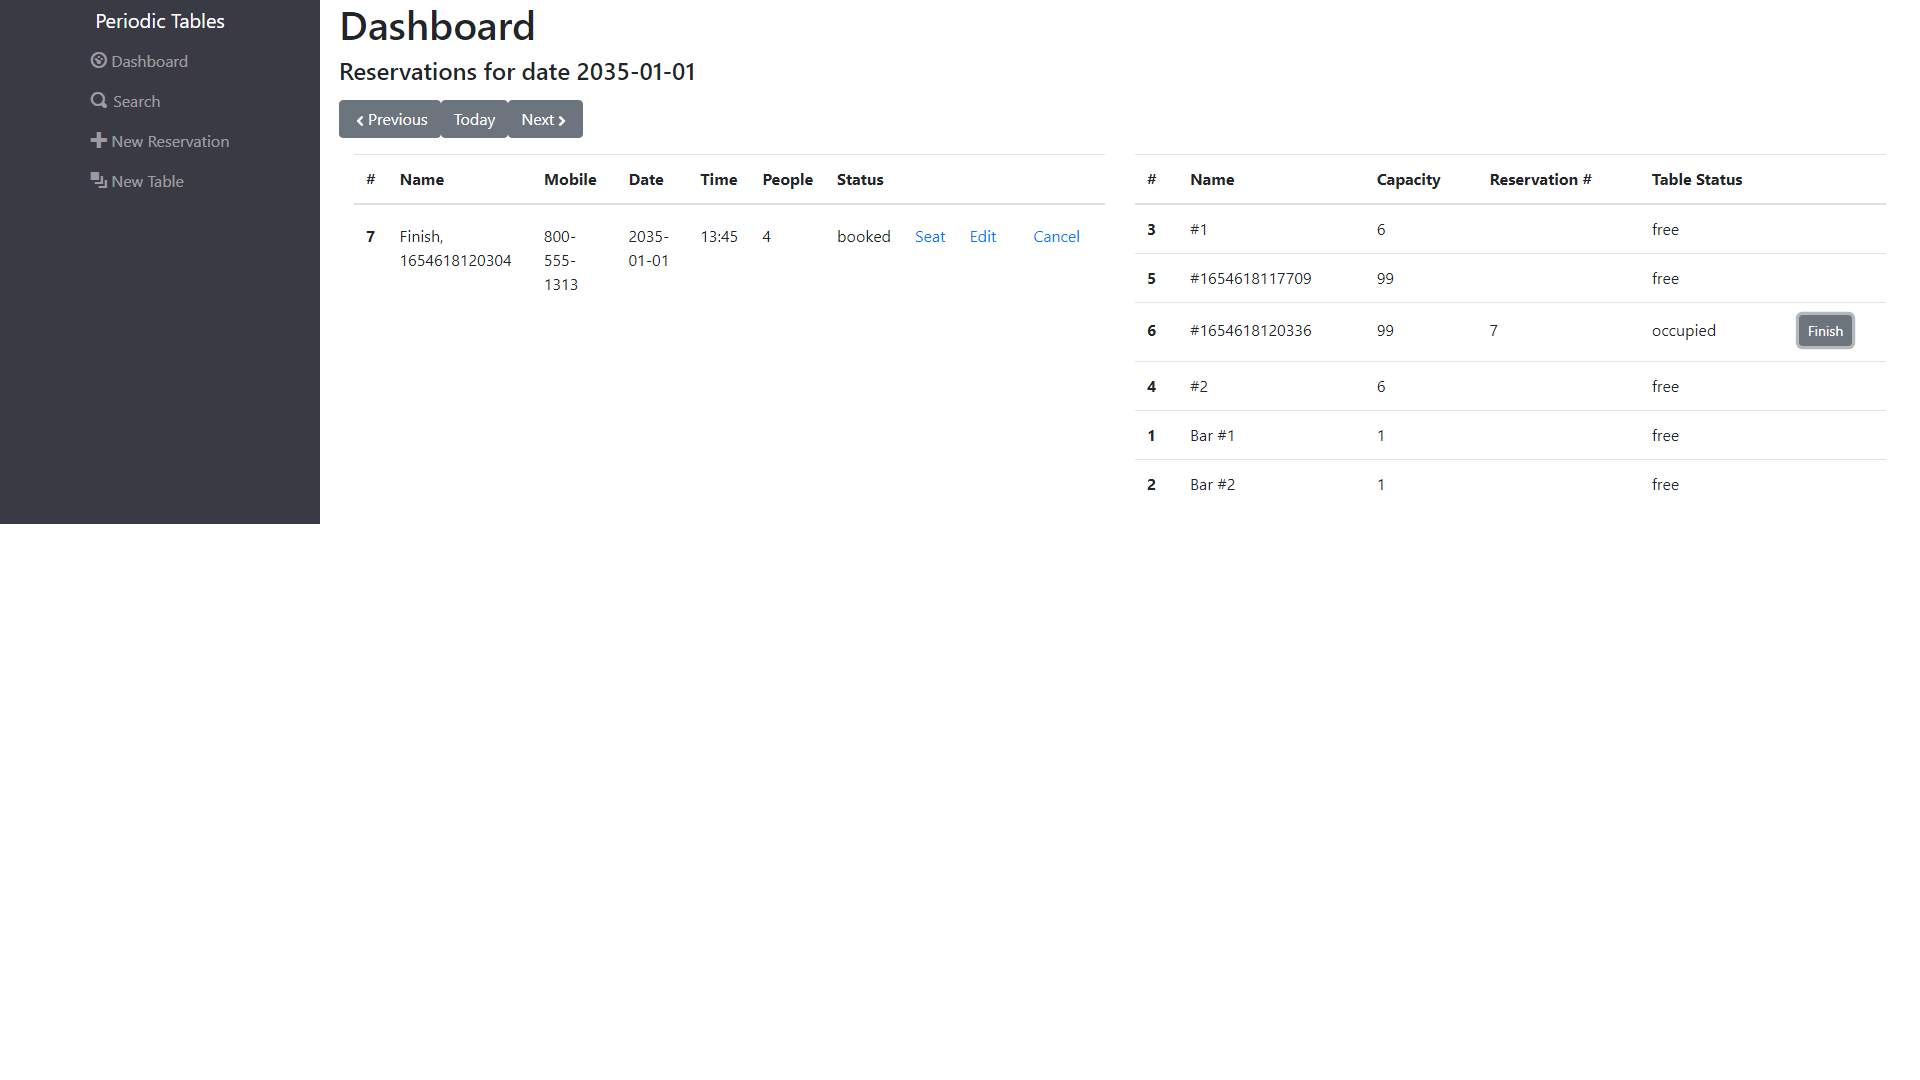 Periodic Tables
Dashboard
Search
New Reservation
New Table
Dashboard
Reservations for date 2035-01-01
Previous Today Next
# Name Mobile Date Time People Status
7 Finish, 800- 2035- 13:45 4 booked Seat Edit Cancel
1654618120304 555- 01-01
1313
# Name Capacity Reservation # Table Status
3 #1 6 free
5 #1654618117709 99 free
6 #1654618120336 99 7 occupied Finish
4 #2 6 free
1 Bar #1 1 free
2 Bar #2 1 free